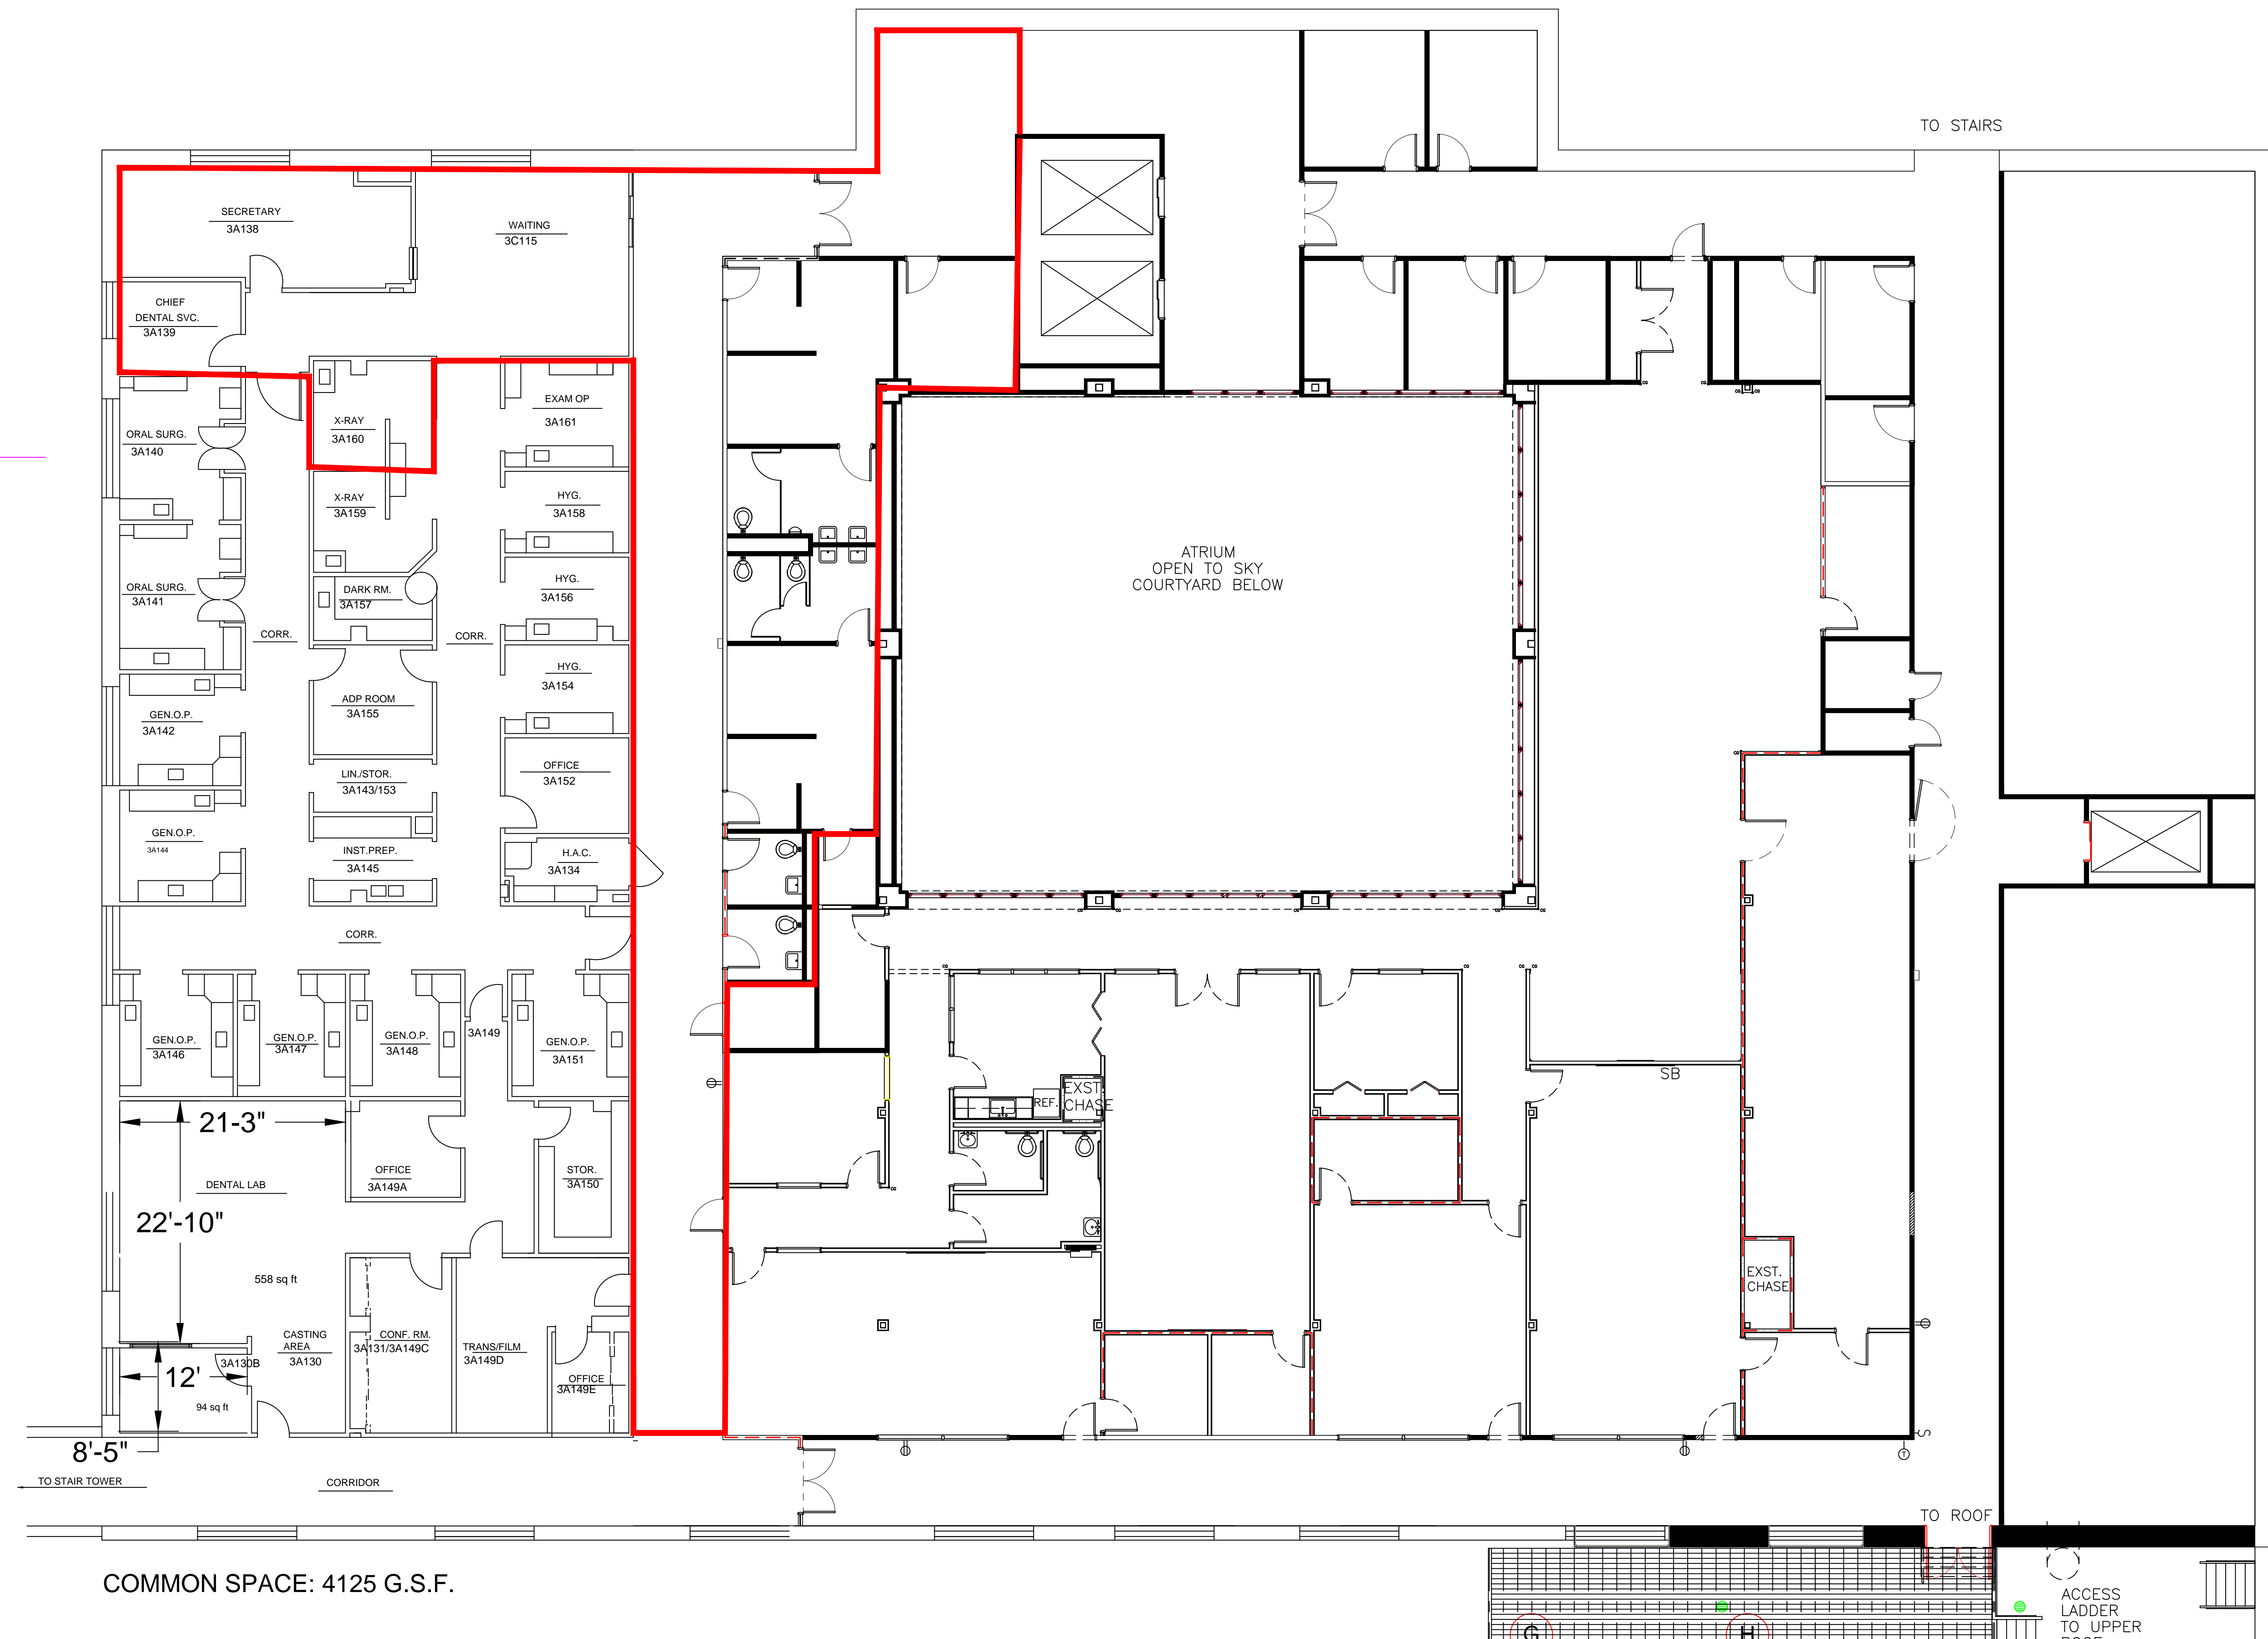 TO STAIRS
SECRETARY
3A138
WAITING
3C115
CHIEF
DENTAL SVC.
3A139
EXAM OP
3A161
X-RAY
3A160
ORAL SURG.
3A140
X-RAY
3A159
HYG.
3A158
ATRIUM
OPEN TO SKY
COURTYARD BELOW
ORAL SURG.
3A141
DARK RM.
3A157
HYG.
3A156
CORR.
CORR.
HYG.
3A154
ADP ROOM
3A155
GEN.O.P.
3A142
OFFICE
3A152
LIN./STOR.
3A143/153
GEN.O.P.
3A144
INST.PREP.
3A145
H.A.C.
3A134
CORR.
GEN.O.P.
3A146
GEN.O.P.
3A147
GEN.O.P.
3A148
3A149
GEN.O.P.
3A151
SB
REF.
EXST.
CHASE
21-3"
OFFICE
3A149A
STOR.
3A150
DENTAL LAB
22'-10"
558 sq ft
EXST.
CHASE
CASTING
AREA
3A130
CONF. RM.
3A131/3A149C
TRANS/FILM
3A149D
3A130B
12'
OFFICE
3A149E
94 sq ft
8'-5"
S
T
TO STAIR TOWER
CORRIDOR
TO ROOF
COMMON SPACE: 4125 G.S.F.
ACCESS
LADDER
TO UPPER
G
H